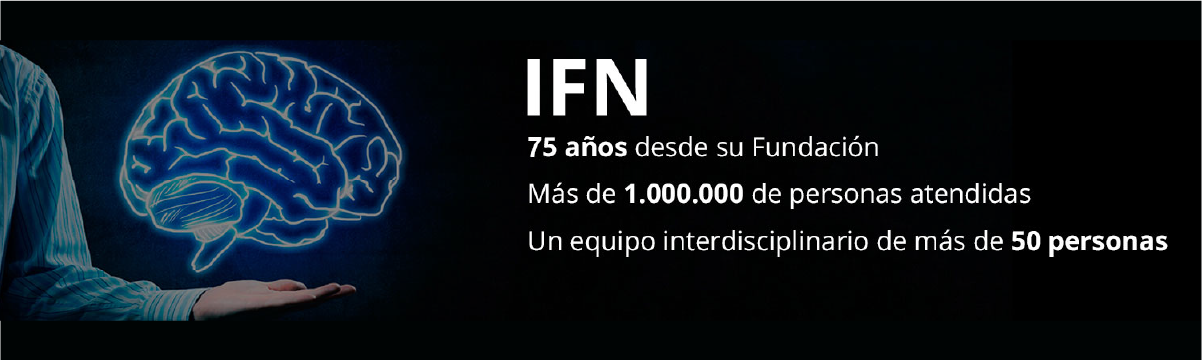 IFN
75 años desde su Fundación
Más de 1.000.000 de personas atendidas
Un equipo interdisciplinario de más de 50 personas